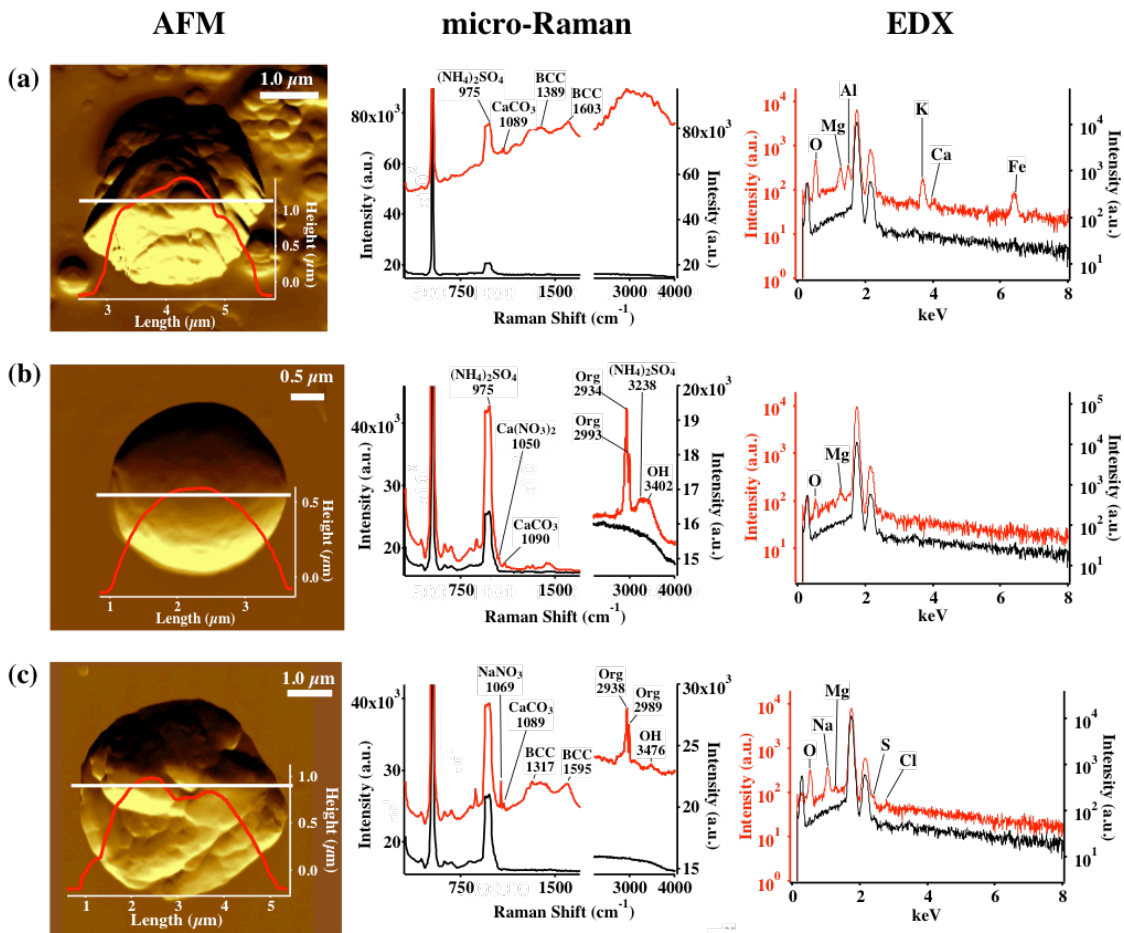 AFM
micro-Raman
EDX
(a)
1.0 µm
Height (µm)
1.0
0.5
0.0
3 4 5
Length (µm)
Intensity (a.u.)
80x10³
60
40
20
(NH₄)₂SO₄
975
CaCO₃
1089
BCC
1389
BCC
1603
80x10³
60
40
20
Intesity (a.u.)
750 1500 3000 4000
Raman Shift (cm⁻¹)
Intensity (a.u.)
10⁴
10³
10²
10¹
10⁰
O
Mg
Al
K
Ca
Fe
10⁴
10³
10²
10¹
Intensity (a.u.)
0 2 4 6 8
keV
(b)
0.5 µm
Height (µm)
0.5
0.0
1 2 3
Length (µm)
Intensity (a.u.)
40x10³
30
20
(NH₄)₂SO₄
975
Ca(NO₃)₂
1050
CaCO₃
1090
Org
2934
Org
2993
(NH₄)₂SO₄
3238
OH
3402
20x10³
19
18
17
16
15
Intensity (a.u.)
750 1500 3000 4000
Raman Shift (cm⁻¹)
Intensity (a.u.)
10⁴
10³
10²
10¹
O
Mg
10⁵
10⁴
10³
10²
10¹
Intensity (a.u.)
0 2 4 6 8
keV
(c)
1.0 µm
Height (µm)
1.0
0.5
0.0
1 2 3 4 5
Length (µm)
Intensity (a.u.)
40x10³
30
20
NaNO₃
1069
CaCO₃
1089
BCC
1317
BCC
1595
Org
2938
Org
2989
OH
3476
30x10³
25
20
15
Intensity (a.u.)
750 1500 3000 4000
Raman Shift (cm⁻¹)
Intensity (a.u.)
10⁴
10³
10²
10¹
10⁰
O
Na
Mg
S
Cl
10⁴
10³
10²
10¹
Intensity (a.u.)
0 2 4 6 8
keV